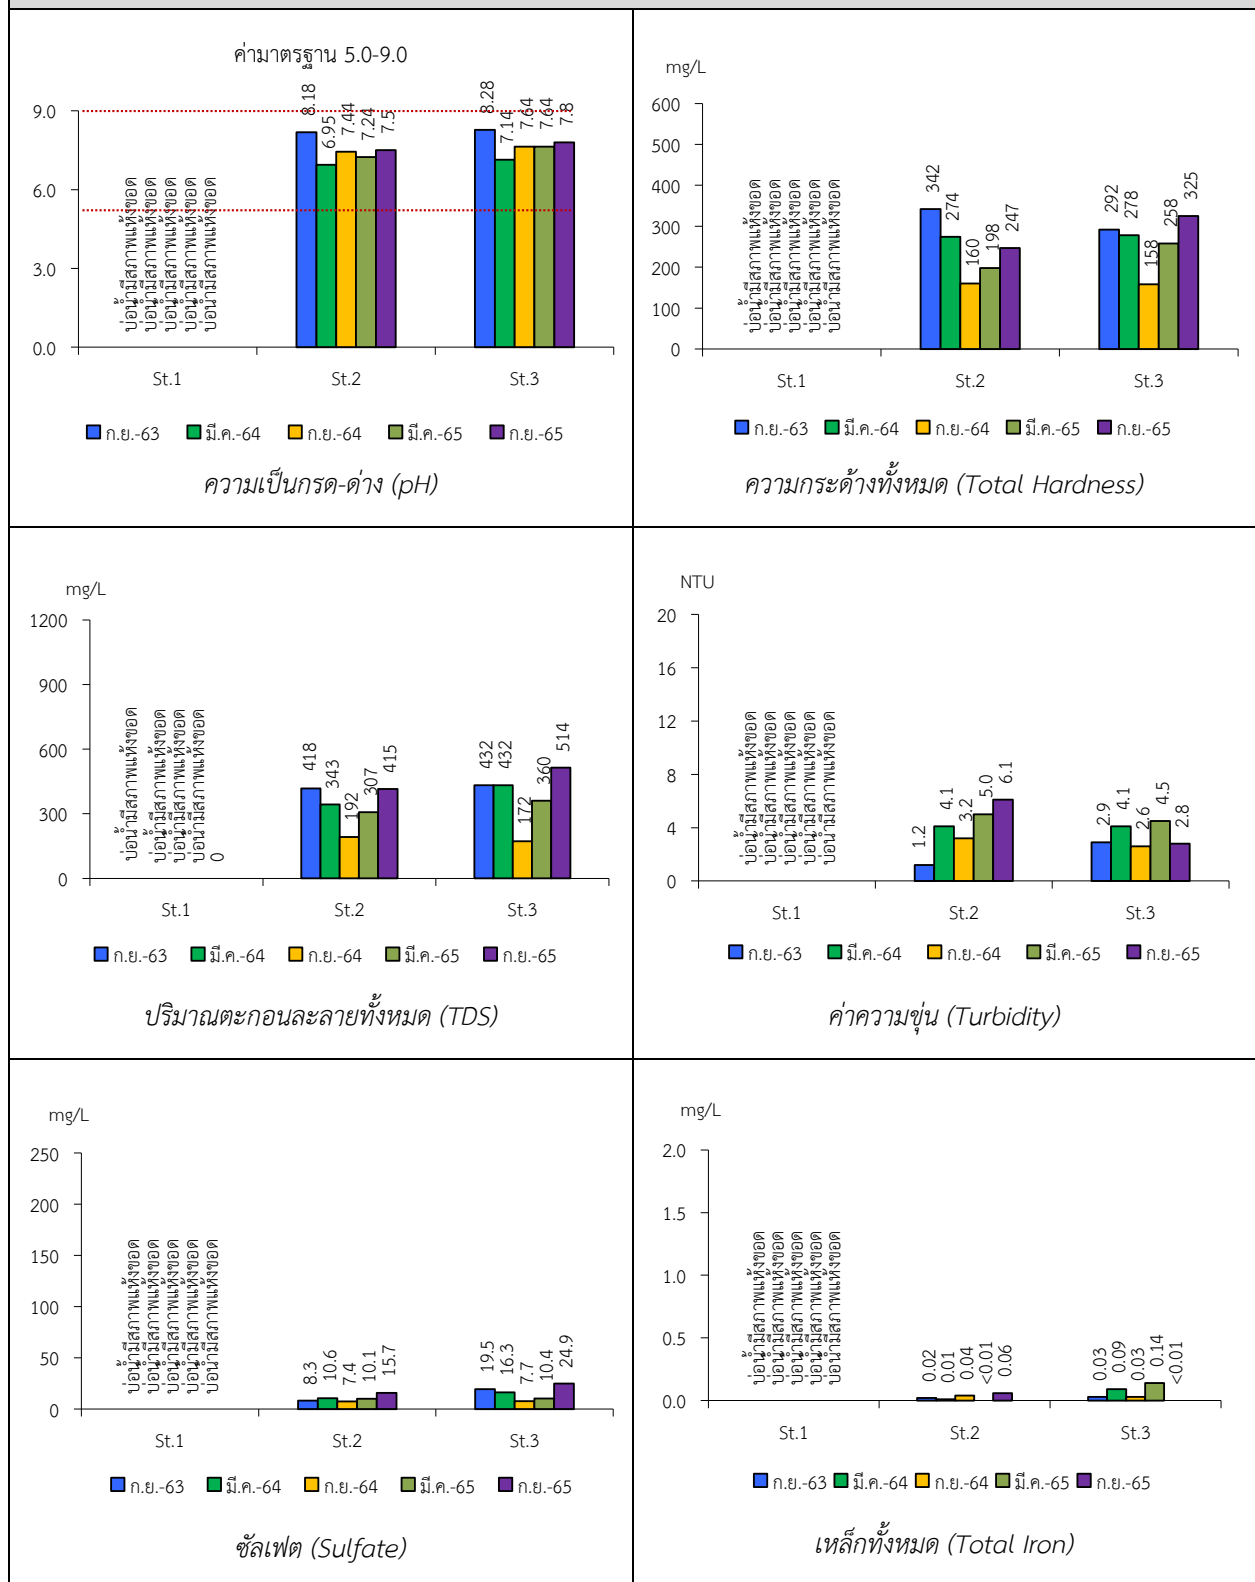 ค่ามาตรฐาน 5.0-9.0
9.0
6.0
3.0
0.0
บ่อน้ำมีสภาพแห้งขอด
บ่อน้ำมีสภาพแห้งขอด
บ่อน้ำมีสภาพแห้งขอด
บ่อน้ำมีสภาพแห้งขอด
บ่อน้ำมีสภาพแห้งขอด
8.18
6.95
7.44
7.24
7.5
8.28
7.14
7.64
7.64
7.8
St.1 St.2 St.3
ก.ย.-63 มี.ค.-64 ก.ย.-64 มี.ค.-65 ก.ย.-65
ความเป็นกรด-ด่าง (pH)
mg/L
600
500
400
300
200
100
0
บ่อน้ำมีสภาพแห้งขอด
บ่อน้ำมีสภาพแห้งขอด
บ่อน้ำมีสภาพแห้งขอด
บ่อน้ำมีสภาพแห้งขอด
บ่อน้ำมีสภาพแห้งขอด
342
274
160
198
247
292
278
158
258
325
St.1 St.2 St.3
ก.ย.-63 มี.ค.-64 ก.ย.-64 มี.ค.-65 ก.ย.-65
ความกระด้างทั้งหมด (Total Hardness)
mg/L
1200
900
600
300
0
บ่อน้ำมีสภาพแห้งขอด
บ่อน้ำมีสภาพแห้งขอด
บ่อน้ำมีสภาพแห้งขอด
บ่อน้ำมีสภาพแห้งขอด
0
418
343
192
307
415
432
432
172
360
514
St.1 St.2 St.3
ก.ย.-63 มี.ค.-64 ก.ย.-64 มี.ค.-65 ก.ย.-65
ปริมาณตะกอนละลายทั้งหมด (TDS)
NTU
20
16
12
8
4
0
บ่อน้ำมีสภาพแห้งขอด
บ่อน้ำมีสภาพแห้งขอด
บ่อน้ำมีสภาพแห้งขอด
บ่อน้ำมีสภาพแห้งขอด
บ่อน้ำมีสภาพแห้งขอด
1.2
4.1
3.2
5.0
6.1
2.9
4.1
2.6
4.5
2.8
St.1 St.2 St.3
ก.ย.-63 มี.ค.-64 ก.ย.-64 มี.ค.-65 ก.ย.-65
ค่าความขุ่น (Turbidity)
mg/L
250
200
150
100
50
0
บ่อน้ำมีสภาพแห้งขอด
บ่อน้ำมีสภาพแห้งขอด
บ่อน้ำมีสภาพแห้งขอด
บ่อน้ำมีสภาพแห้งขอด
บ่อน้ำมีสภาพแห้งขอด
8.3
10.6
7.4
10.1
15.7
19.5
16.3
7.7
10.4
24.9
St.1 St.2 St.3
ก.ย.-63 มี.ค.-64 ก.ย.-64 มี.ค.-65 ก.ย.-65
ซัลเฟต (Sulfate)
mg/L
2.0
1.5
1.0
0.5
0.0
บ่อน้ำมีสภาพแห้งขอด
บ่อน้ำมีสภาพแห้งขอด
บ่อน้ำมีสภาพแห้งขอด
บ่อน้ำมีสภาพแห้งขอด
บ่อน้ำมีสภาพแห้งขอด
0.02
0.01
0.04
<0.01
0.06
0.03
0.09
0.03
0.14
<0.01
St.1 St.2 St.3
ก.ย.-63 มี.ค.-64 ก.ย.-64 มี.ค.-65 ก.ย.-65
เหล็กทั้งหมด (Total Iron)